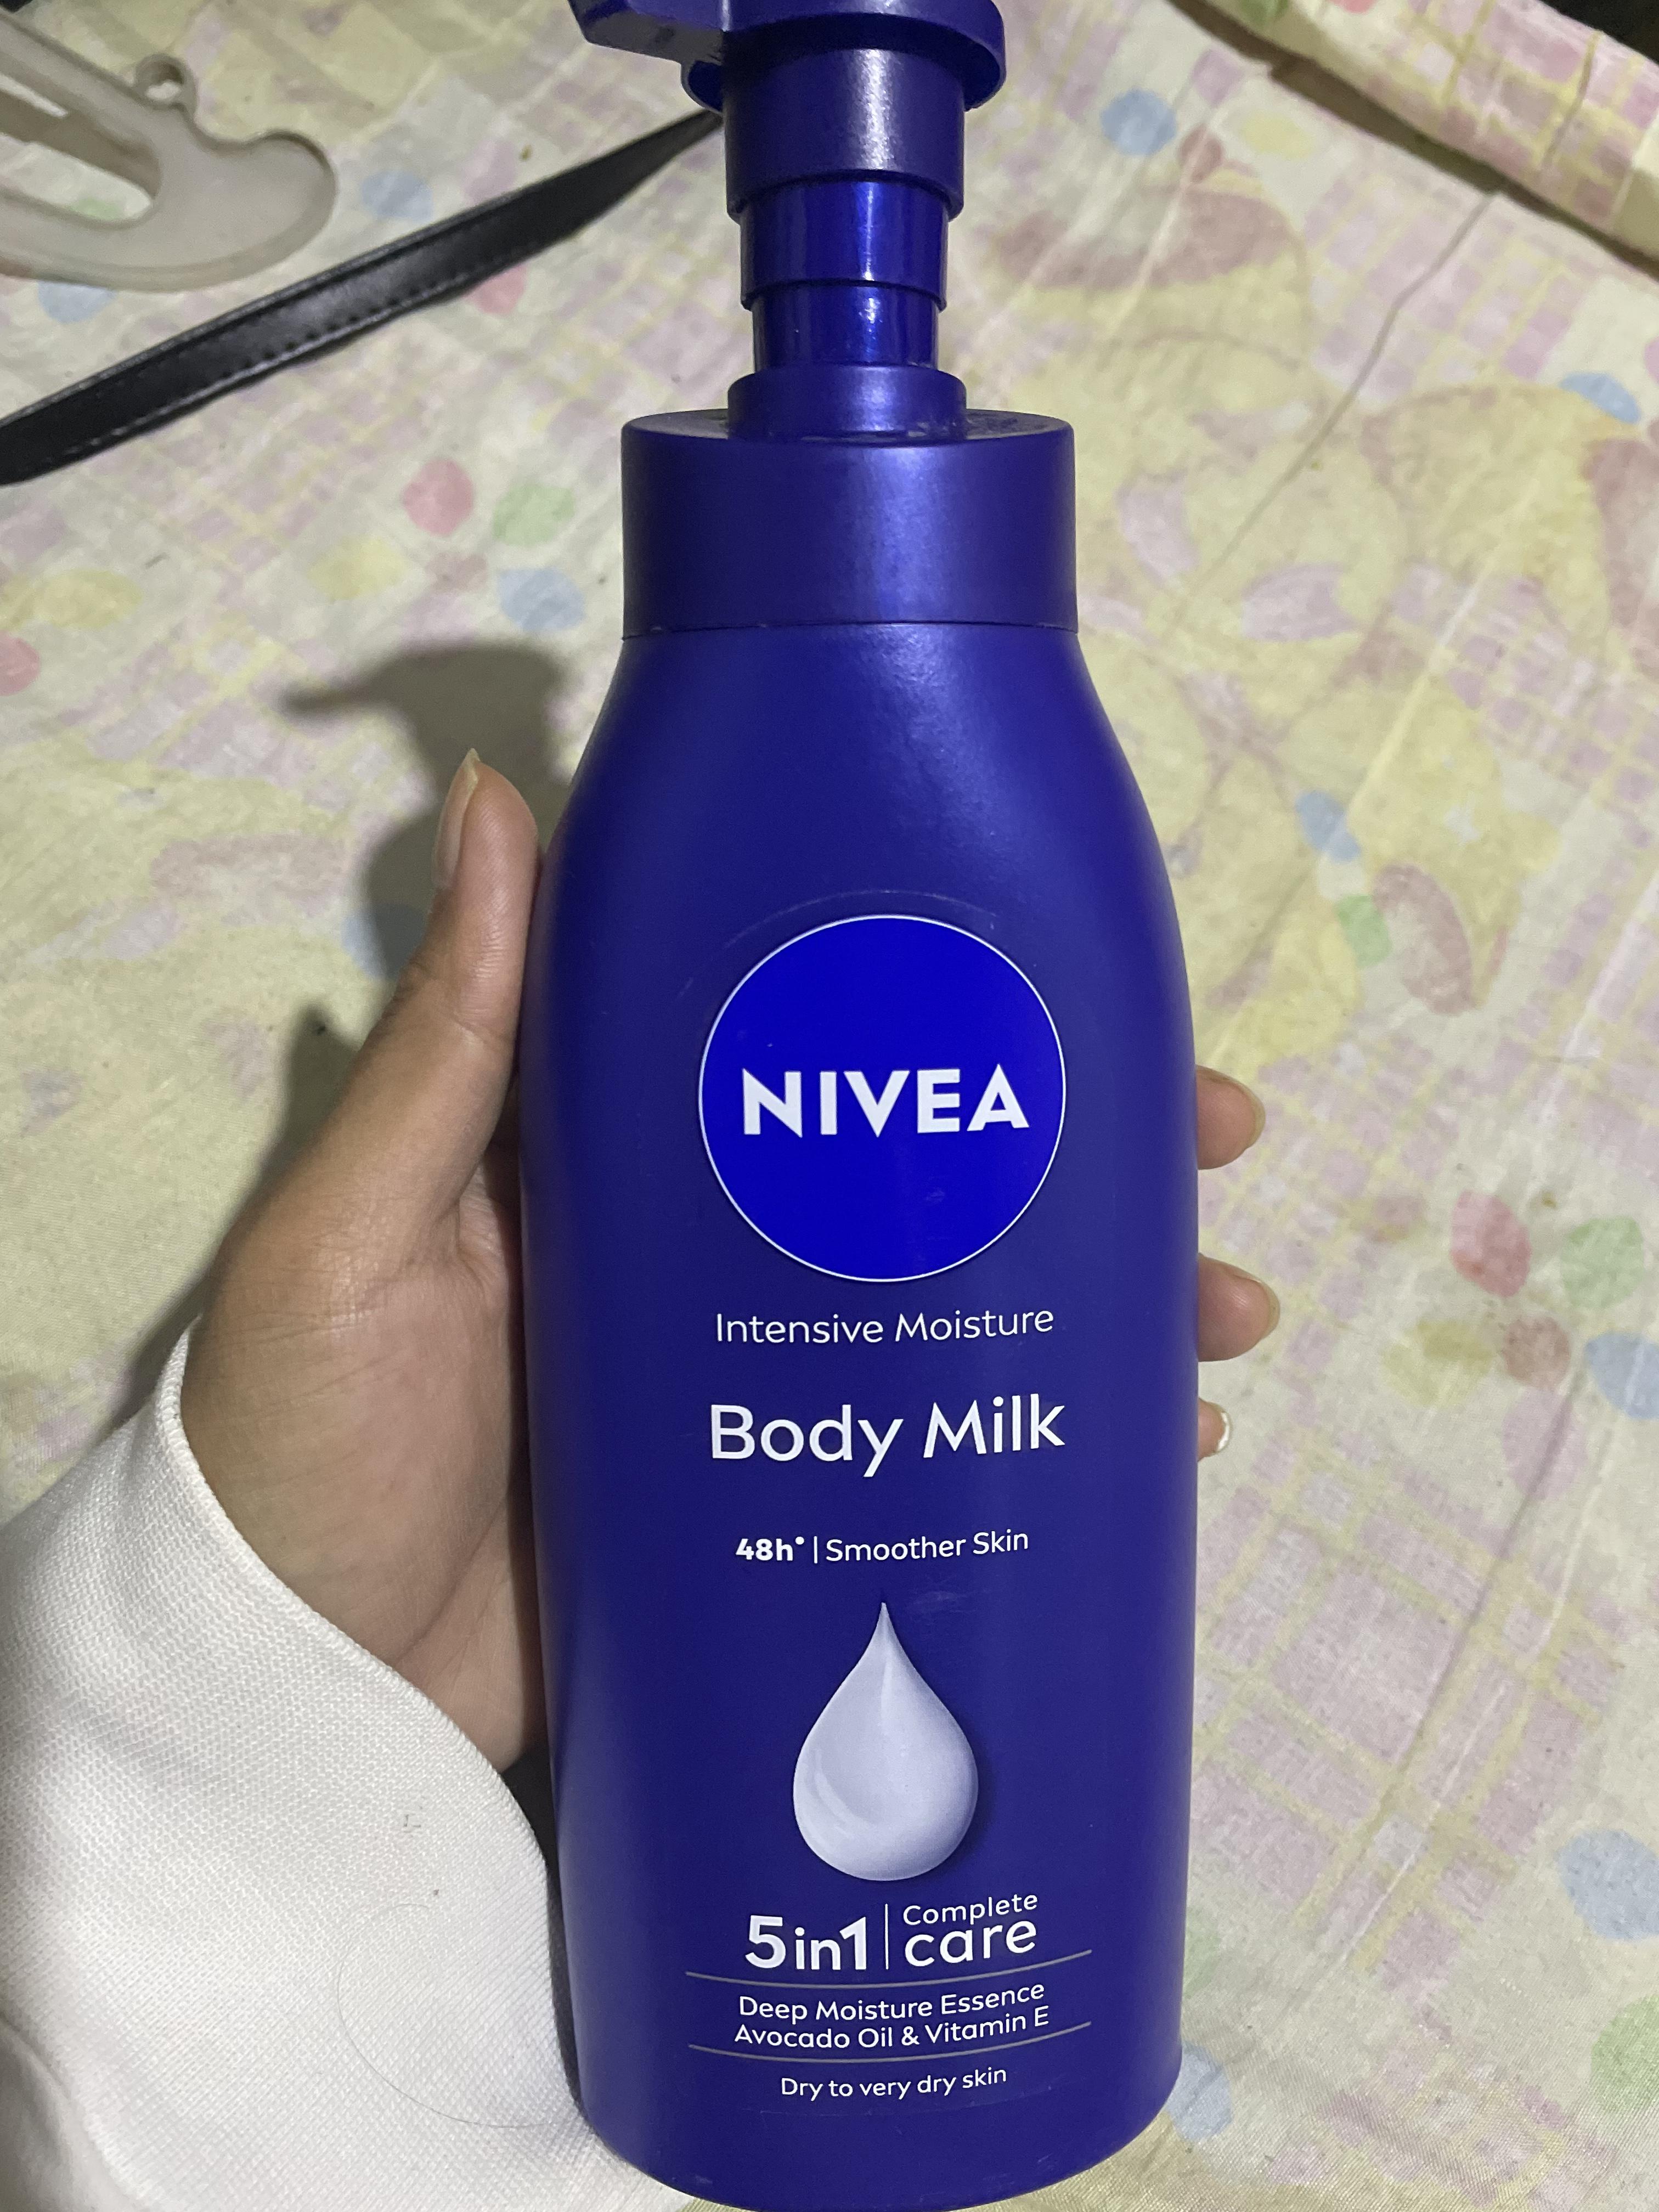 NIVEA
Intensive Moisture
Body Milk
48h* | Smoother Skin
5in1 | Complete care
Deep Moisture Essence
Avocado Oil & Vitamin E
Dry to very dry skin